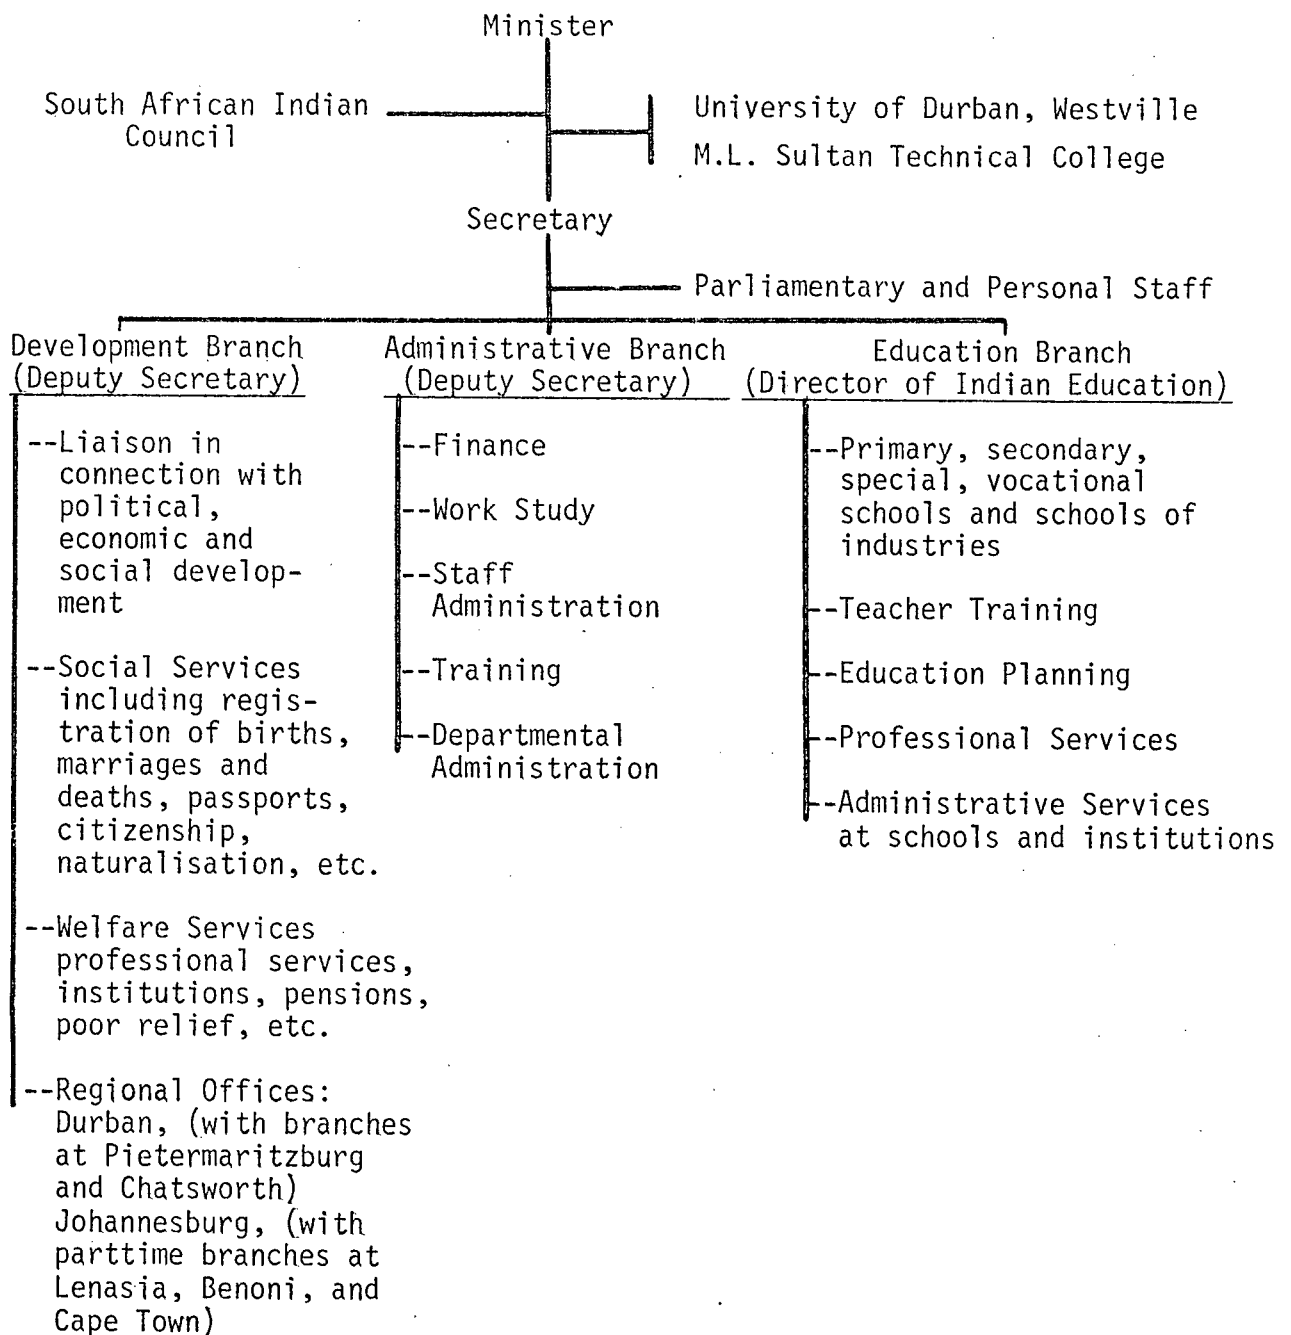 Minister
South African Indian
Council
University of Durban, Westville
M.L. Sultan Technical College
Secretary
Parliamentary and Personal Staff
Development Branch
(Deputy Secretary)
--Liaison in
connection with
political,
economic and
social develop-
ment
--Social Services
including regis-
tration of births,
marriages and
deaths, passports,
citizenship,
naturalisation, etc.
--Welfare Services
professional services,
institutions, pensions,
poor relief, etc.
--Regional Offices:
Durban, (with branches
at Pietermaritzburg
and Chatsworth)
Johannesburg, (with
parttime branches at
Lenasia, Benoni, and
Cape Town)
Administrative Branch
(Deputy Secretary)
--Finance
--Work Study
--Staff
Administration
--Training
--Departmental
Administration
Education Branch
(Director of Indian Education)
--Primary, secondary,
special, vocational
schools and schools of
industries
--Teacher Training
--Education Planning
--Professional Services
--Administrative Services
at schools and institutions